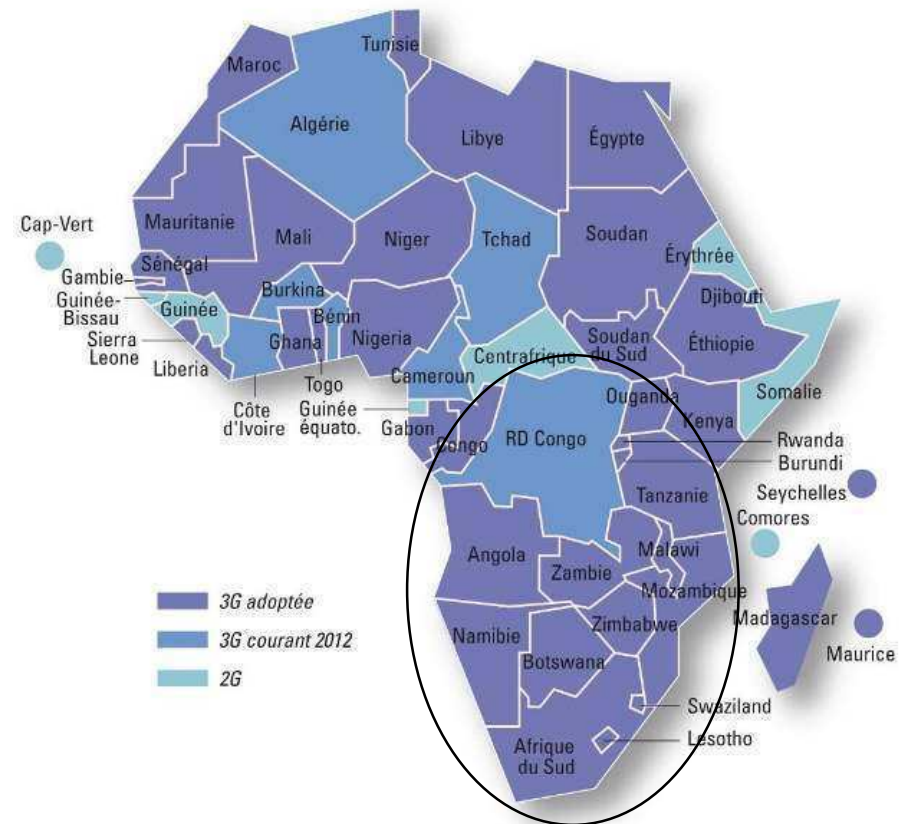 Tunisie
Maroc
Algérie
Libye
Égypte
Cap-Vert
Mauritanie
Mali
Niger
Tchad
Soudan
Érythrée
Sénégal
Gambie
Guinée-
Bissau
Guinée
Burkina
Bénin
Djibouti
Sierra
Leone
Liberia
Ghana
Nigeria
Centrafrique
Soudan
du Sud
Éthiopie
Togo
Cameroun
Somalie
Côte
d'Ivoire
Guinée
équato.
Gabon
Congo
RD Congo
Ouganda
Kenya
Rwanda
Burundi
Seychelles
Tanzanie
Comores
Angola
Malawi
Zambie
Mozambique
Madagascar
Maurice
Namibie
Zimbabwe
Botswana
Swaziland
Lesotho
Afrique
du Sud
3G adoptée
3G courant 2012
2G